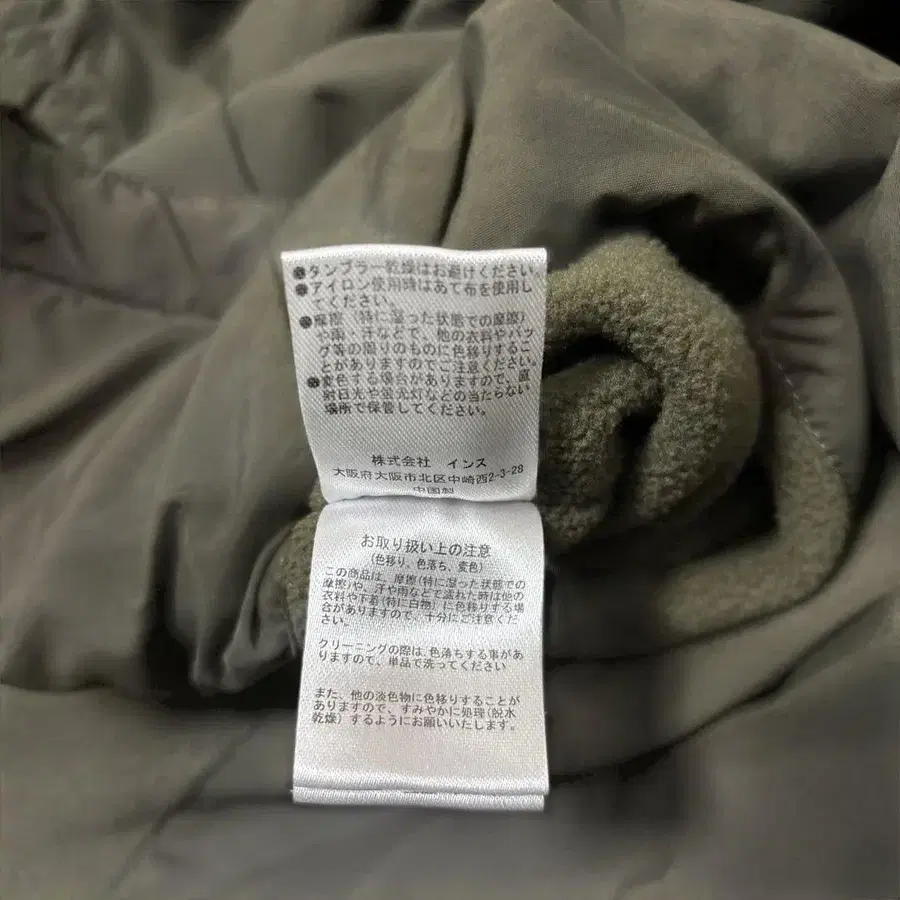 ●タンブラー乾燥はお避けください。
●アイロン使用時はあて布を使用し
てください。
●摩擦（特に湿った状態での摩擦）
や雨・汗などで、他の衣料やバッ
グ等の周りのものに色移りするこ
とがありますのでご注意ください。
●変色する場合がありますので、直
射日光や蛍光灯などの当たらない
場所で保管してください。
株式会社 インス
大阪府大阪市北区中崎西2-3-28
中国製
お取り扱い上の注意
(色移り、色落ち、変色)
この商品は、摩擦(特に湿った状態での
摩擦)や、汗や雨などで濡れた時は他の
衣料や下着(特に白物)に色移りする場
合がありますので、十分にご注意くだ
さい。
クリーニングの際は、色落ちする事があ
りますので、単品で洗ってください
また、他の淡色物に色移りすることが
ありますので、すみやかに処理(脱水
乾燥)するようにお願いいたします。